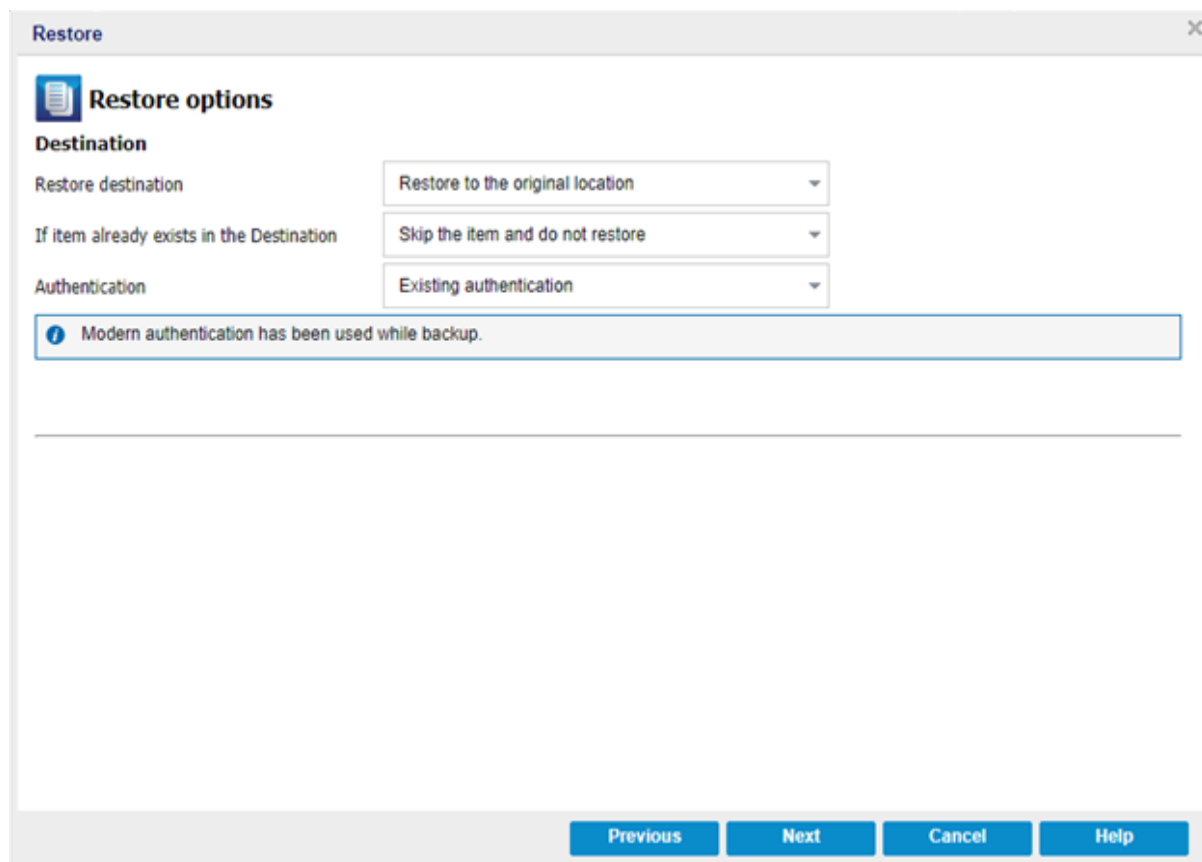 Restore
Restore options
Destination
Restore destination
Restore to the original location
If item already exists in the Destination
Skip the item and do not restore
Authentication
Existing authentication
Modern authentication has been used while backup.
Previous
Next
Cancel
Help